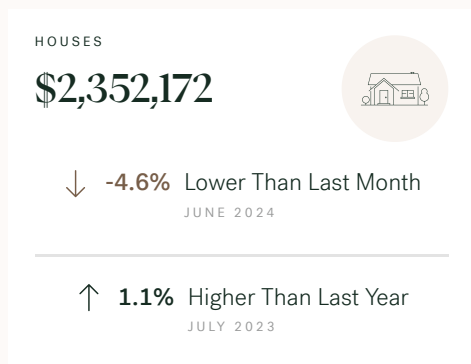 HOUSES
$2,352,172
-4.6% Lower Than Last Month
JUNE 2024
1.1% Higher Than Last Year
JULY 2023